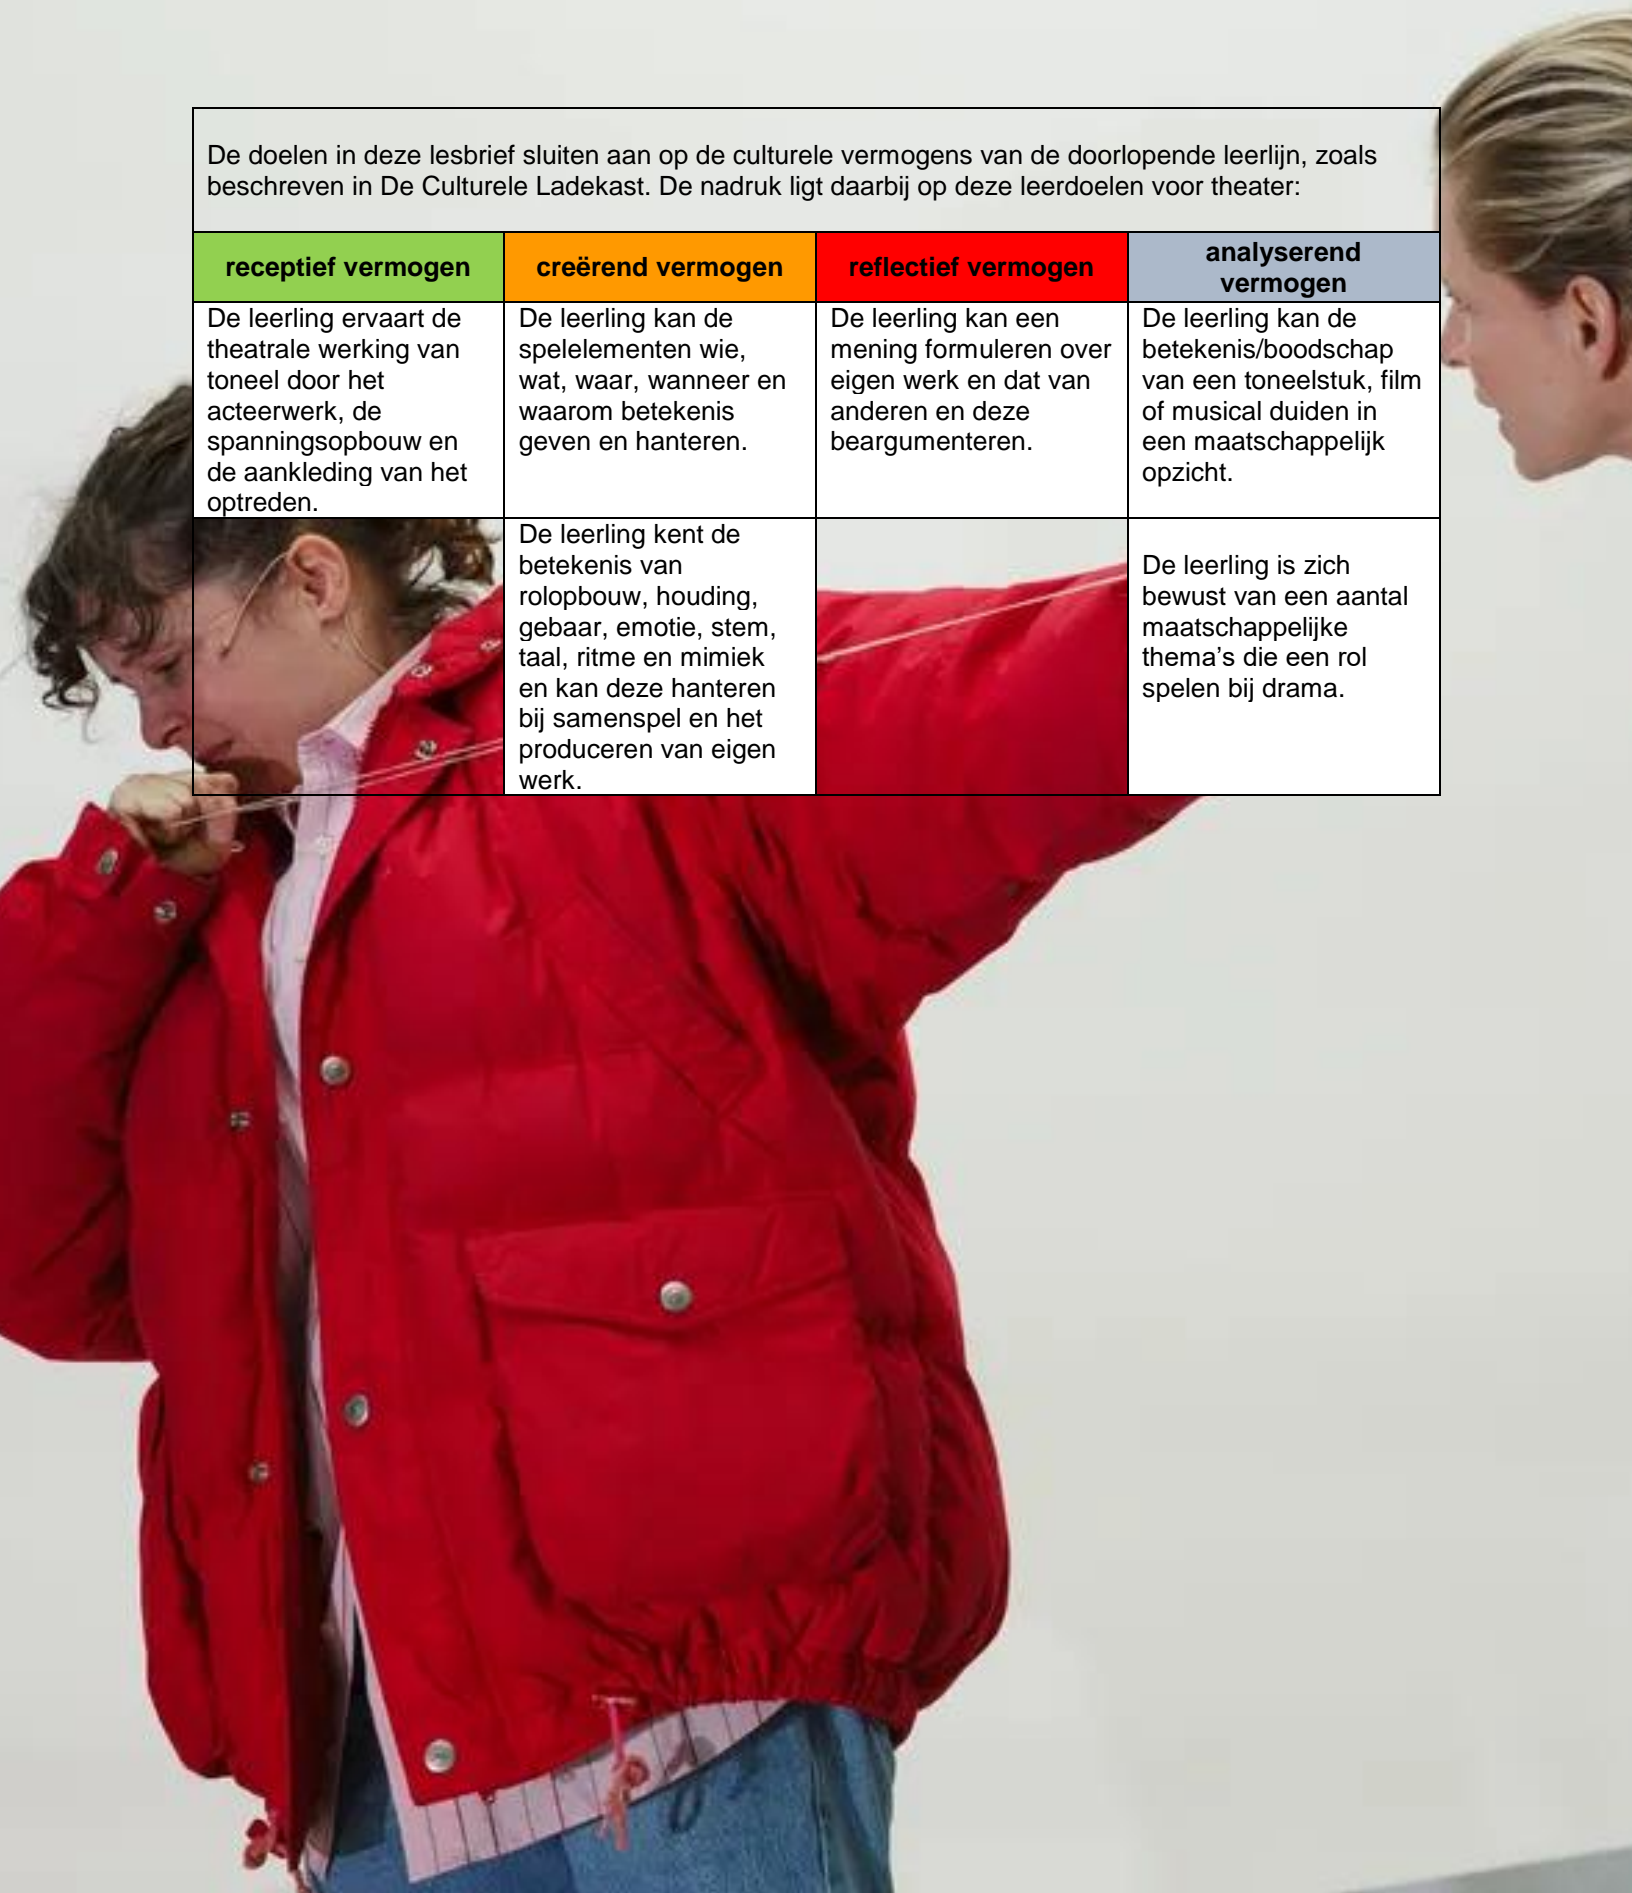 De doelen in deze lesbrief sluiten aan op de culturele vermogens van de doorlopende leerlijn, zoals
beschreven in De Culturele Ladekast. De nadruk ligt daarbij op deze leerdoelen voor theater:
receptief vermogen
creërend vermogen
reflectief vermogen
analyserend
vermogen
De leerling ervaart de
theatrale werking van
toneel door het
acteerwerk, de
spanningsopbouw en
de aankleding van het
optreden.
De leerling kan de
spelelementen wie,
wat, waar, wanneer en
waarom betekenis
geven en hanteren.
De leerling kan een
mening formuleren over
eigen werk en dat van
anderen en deze
beargumenteren.
De leerling kan de
betekenis/boodschap
van een toneelstuk, film
of musical duiden in
een maatschappelijk
opzicht.
De leerling kent de
betekenis van
rolopbouw, houding,
gebaar, emotie, stem,
taal, ritme en mimiek
en kan deze hanteren
bij samenspel en het
produceren van eigen
werk.
De leerling is zich
bewust van een aantal
maatschappelijke
thema’s die een rol
spelen bij drama.